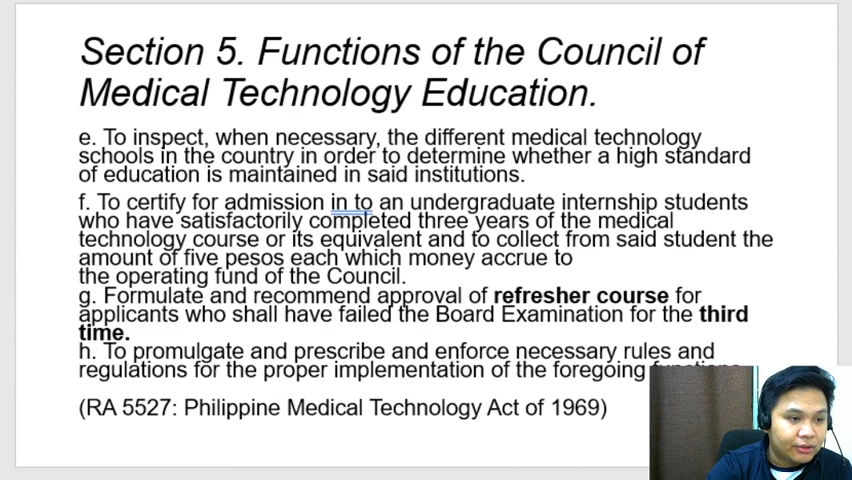 Section 5. Functions of the Council of
Medical Technology Education.
e. To inspect, when necessary, the different medical technology
schools in the country in order to determine whether a high standard
of education is maintained in said institutions.
f. To certify for admission in to an undergraduate internship students
who have satisfactorily completed three years of the medical
technology course or its equivalent and to collect from said student the
amount of five pesos each which money accrue to
the operating fund of the Council.
g. Formulate and recommend approval of refresher course for
applicants who shall have failed the Board Examination for the third
time.
h. To promulgate and prescribe and enforce necessary rules and
regulations for the proper implementation of the foregoing functions.
(RA 5527: Philippine Medical Technology Act of 1969)